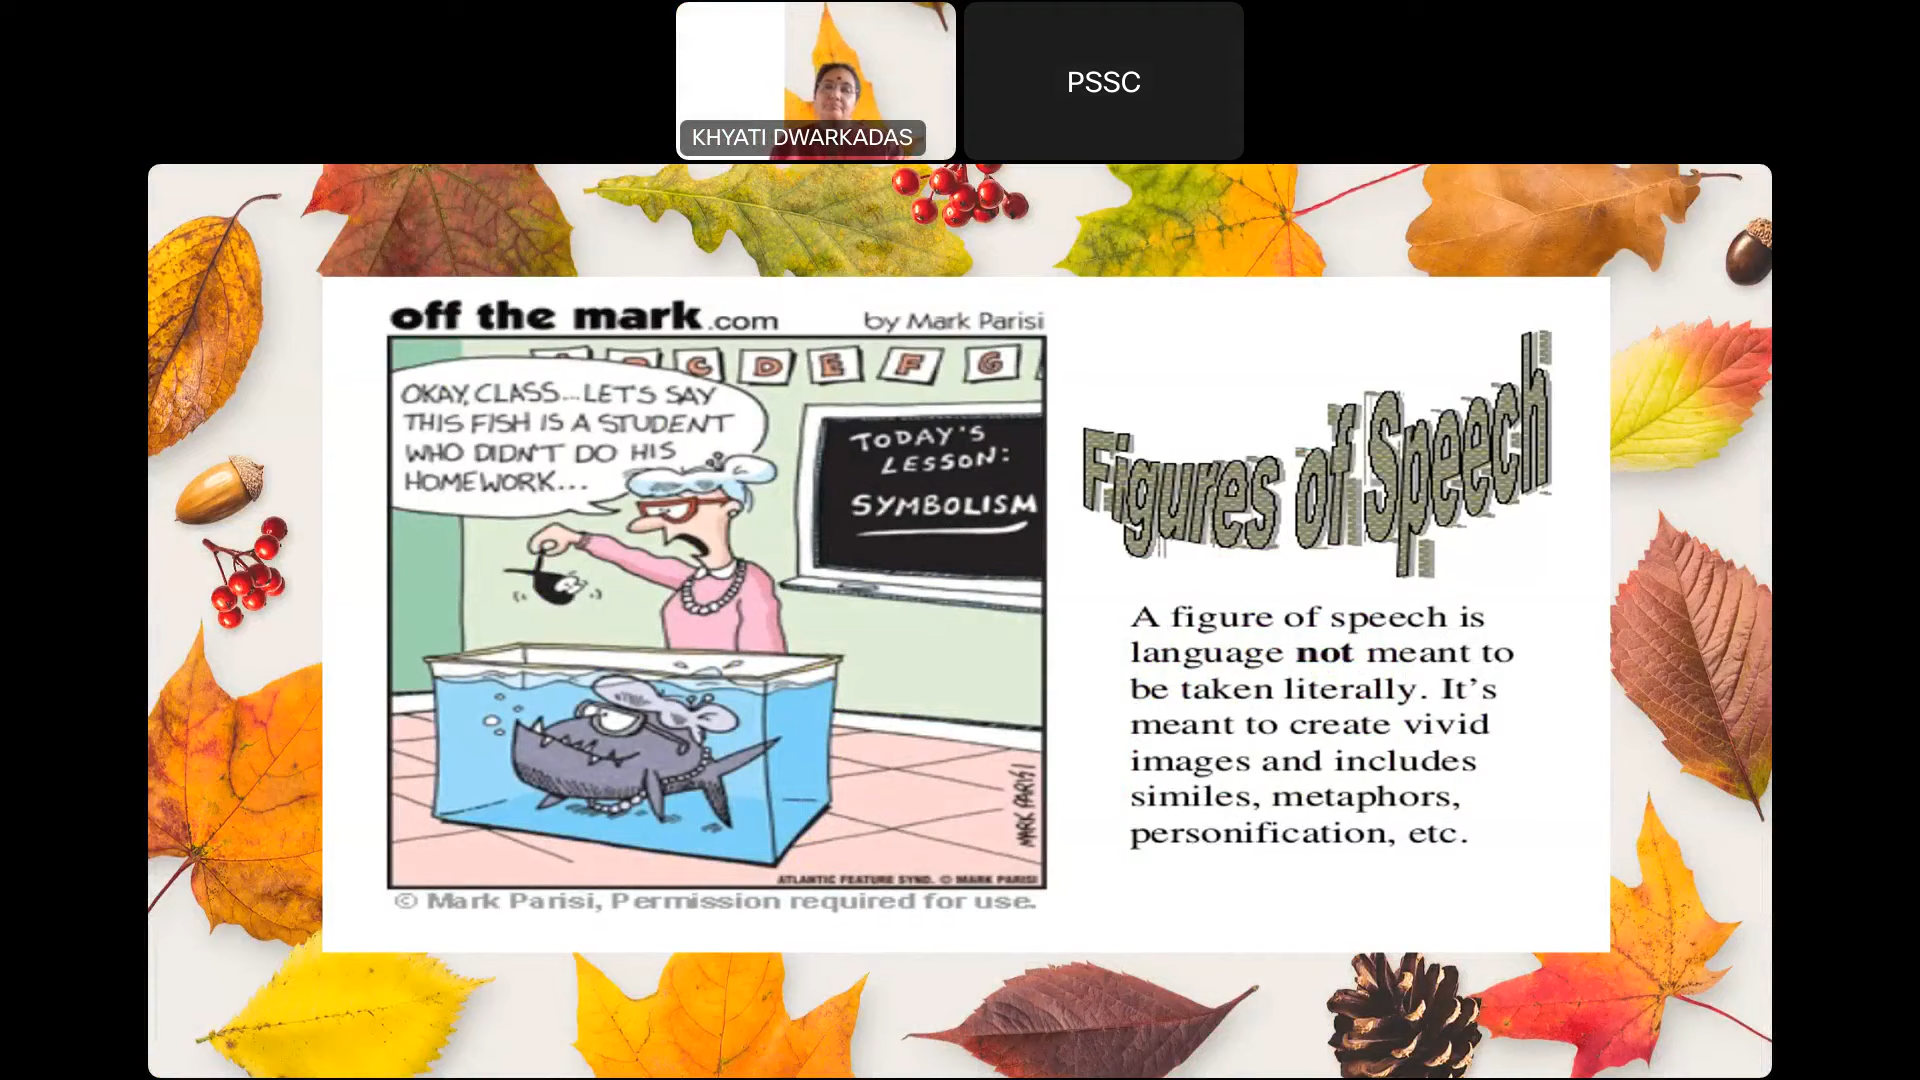 KHYATI DWARKADAS
PSSC
off the mark.com by Mark Parisi
C D E F G
OKAY, CLASS...LET'S SAY
THIS FISH IS A STUDENT
WHO DIDN'T DO HIS
HOMEWORK...
TODAY'S
LESSON:
SYMBOLISM
MARK PARISI
ATLANTIC FEATURE SYND. © MARK PARISI
© Mark Parisi, Permission required for use.
Figures of Speech
A figure of speech is
language not meant to
be taken literally. It's
meant to create vivid
images and includes
similes, metaphors,
personification, etc.